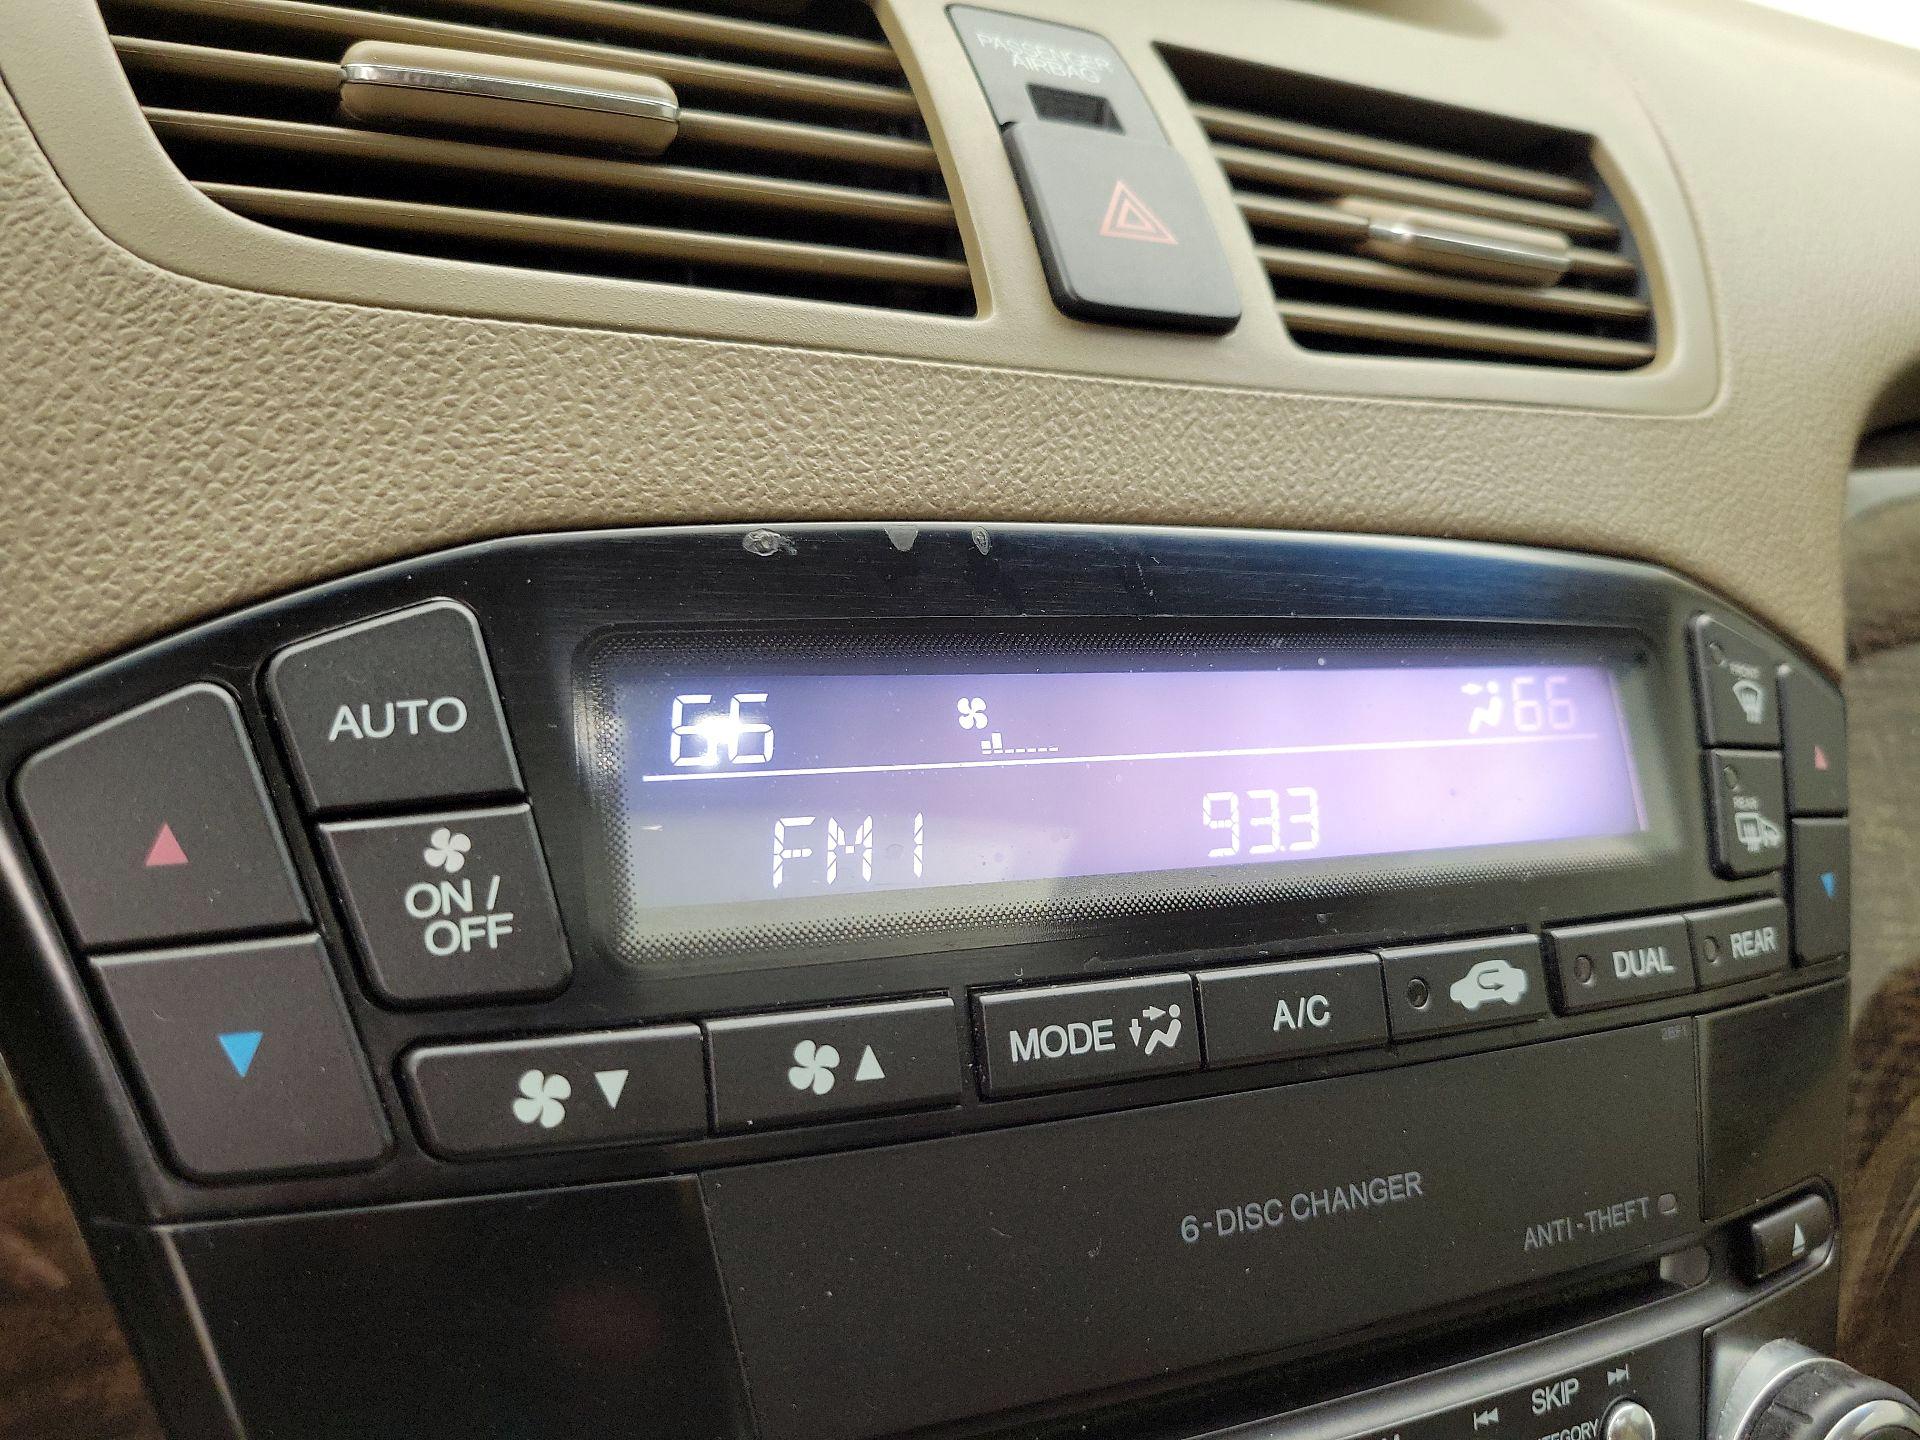 PASSENGER
AIRBAG
AUTO
ON /
OFF
66
66
FM1
93.3
FRONT
REAR
MODE
A/C
DUAL
REAR
6-DISC CHANGER
ANTI-THEFT
SKIP